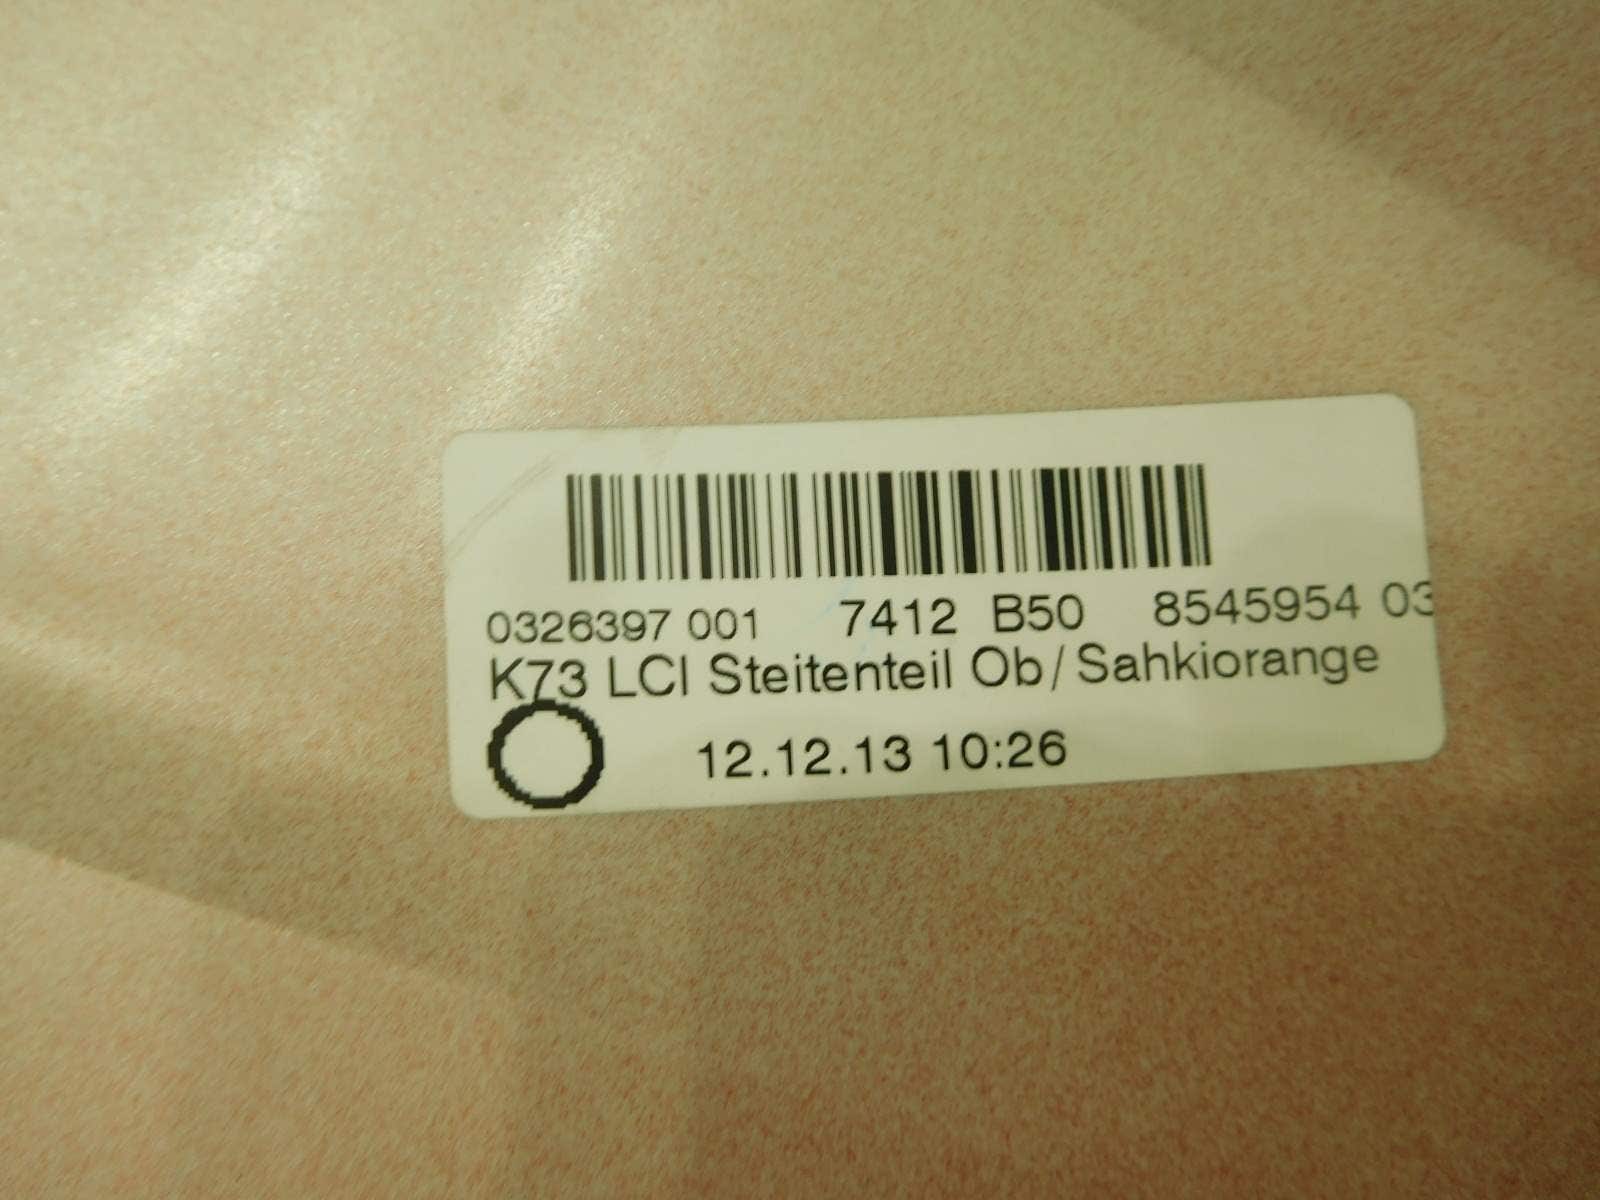 0326397 001 7412 B50 8545954 03
K73 LCI Steitenteil Ob/Sahkiorange
12.12.13 10:26